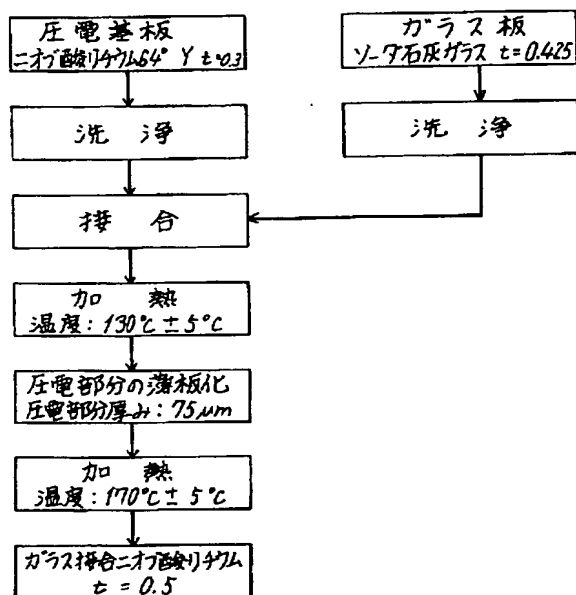 圧電基板
ニオブ酸リチウム64° Y t=0.3
ガラス板
ソーダ石灰ガラス t=0.425
洗浄
洗浄
接合
加熱
温度:130℃±5℃
圧電部分の薄板化
圧電部分厚み:75μm
加熱
温度:170℃±5℃
ガラス接合ニオブ酸リチウム
t=0.5